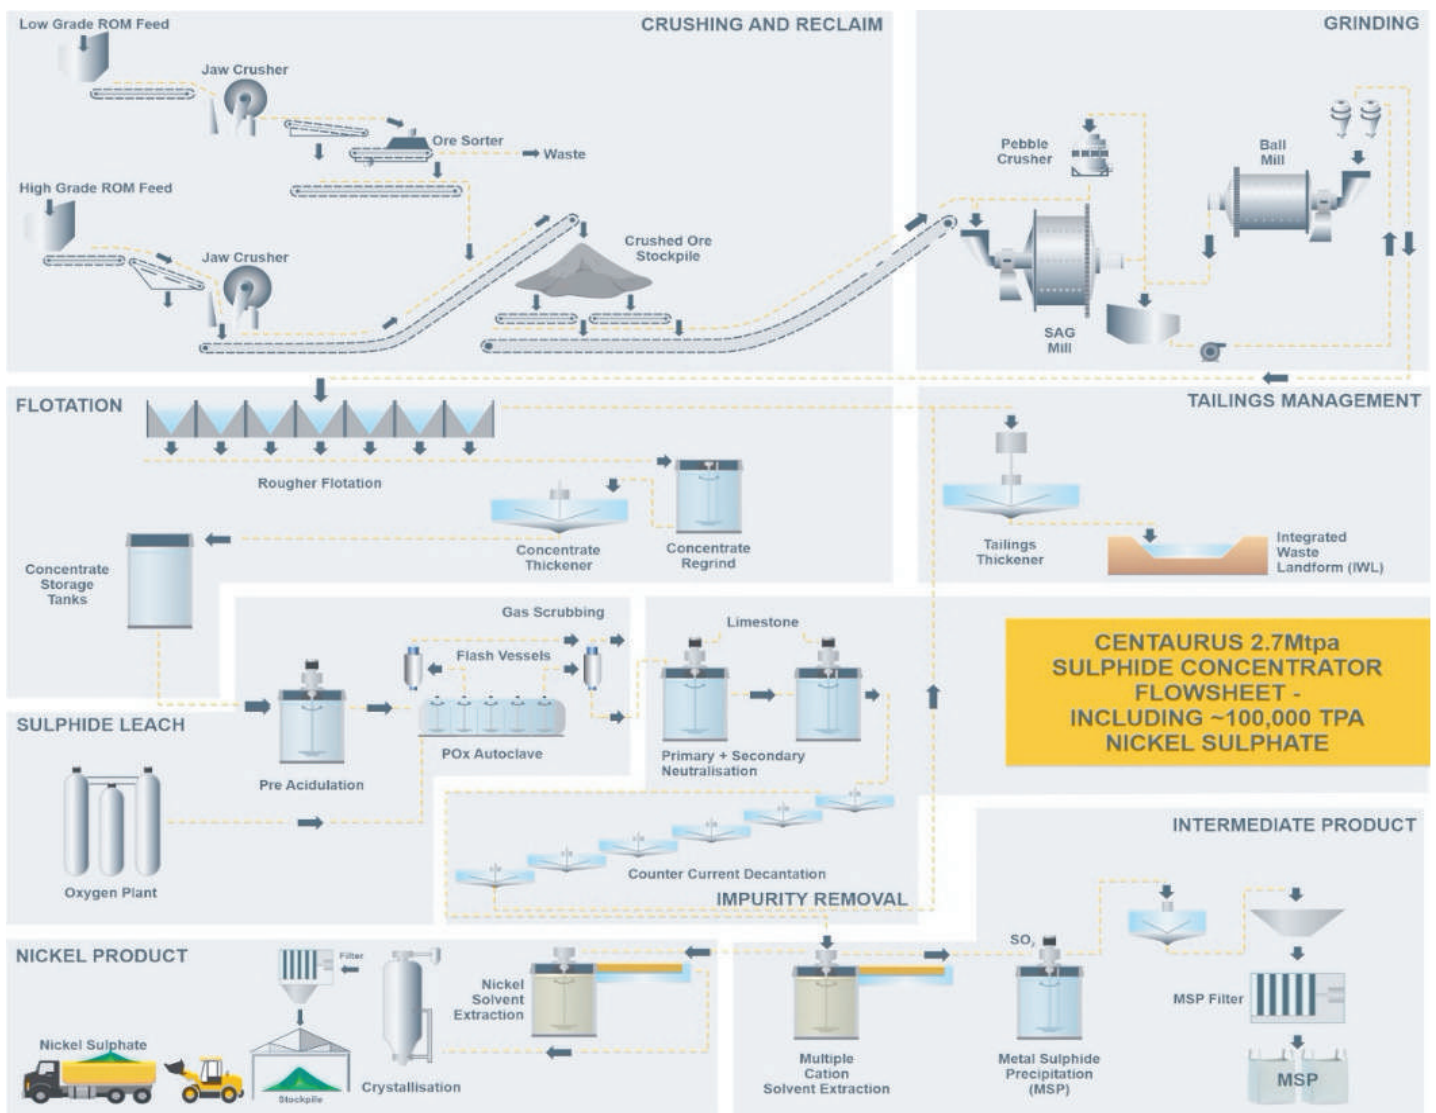 Low Grade ROM Feed
CRUSHING AND RECLAIM
Jaw Crusher
Ore Sorter
Waste
High Grade ROM Feed
Jaw Crusher
Crushed Ore
Stockpile
GRINDING
Pebble
Crusher
Ball
Mill
SAG
Mill
FLOTATION
Rougher Flotation
Concentrate
Thickener
Concentrate
Regrind
Concentrate
Storage
Tanks
TAILINGS MANAGEMENT
Tailings
Thickener
Integrated
Waste
Landform (IWL)
SULPHIDE LEACH
Gas Scrubbing
Flash Vessels
POx Autoclave
Pre Acidulation
Oxygen Plant
Limestone
Primary + Secondary
Neutralisation
Counter Current Decantation
IMPURITY REMOVAL
CENTAURUS 2.7Mtpa
SULPHIDE CONCENTRATOR
FLOWSHEET -
INCLUDING ~100,000 TPA
NICKEL SULPHATE
INTERMEDIATE PRODUCT
SO₂
MSP Filter
MSP
Multiple
Cation
Solvent Extraction
Metal Sulphide
Precipitation
(MSP)
NICKEL PRODUCT
Filter
Nickel
Solvent
Extraction
Nickel Sulphate
Stockpile
Crystallisation